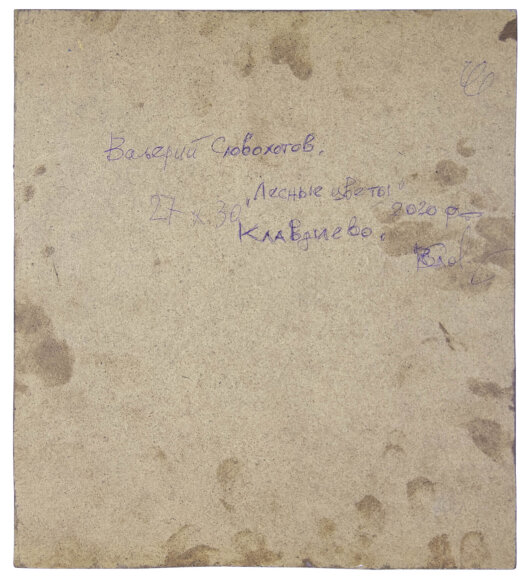 Валерий Сювохотов.
"Лесные цветы"
27 х 30 2020 р
Клавдиево.